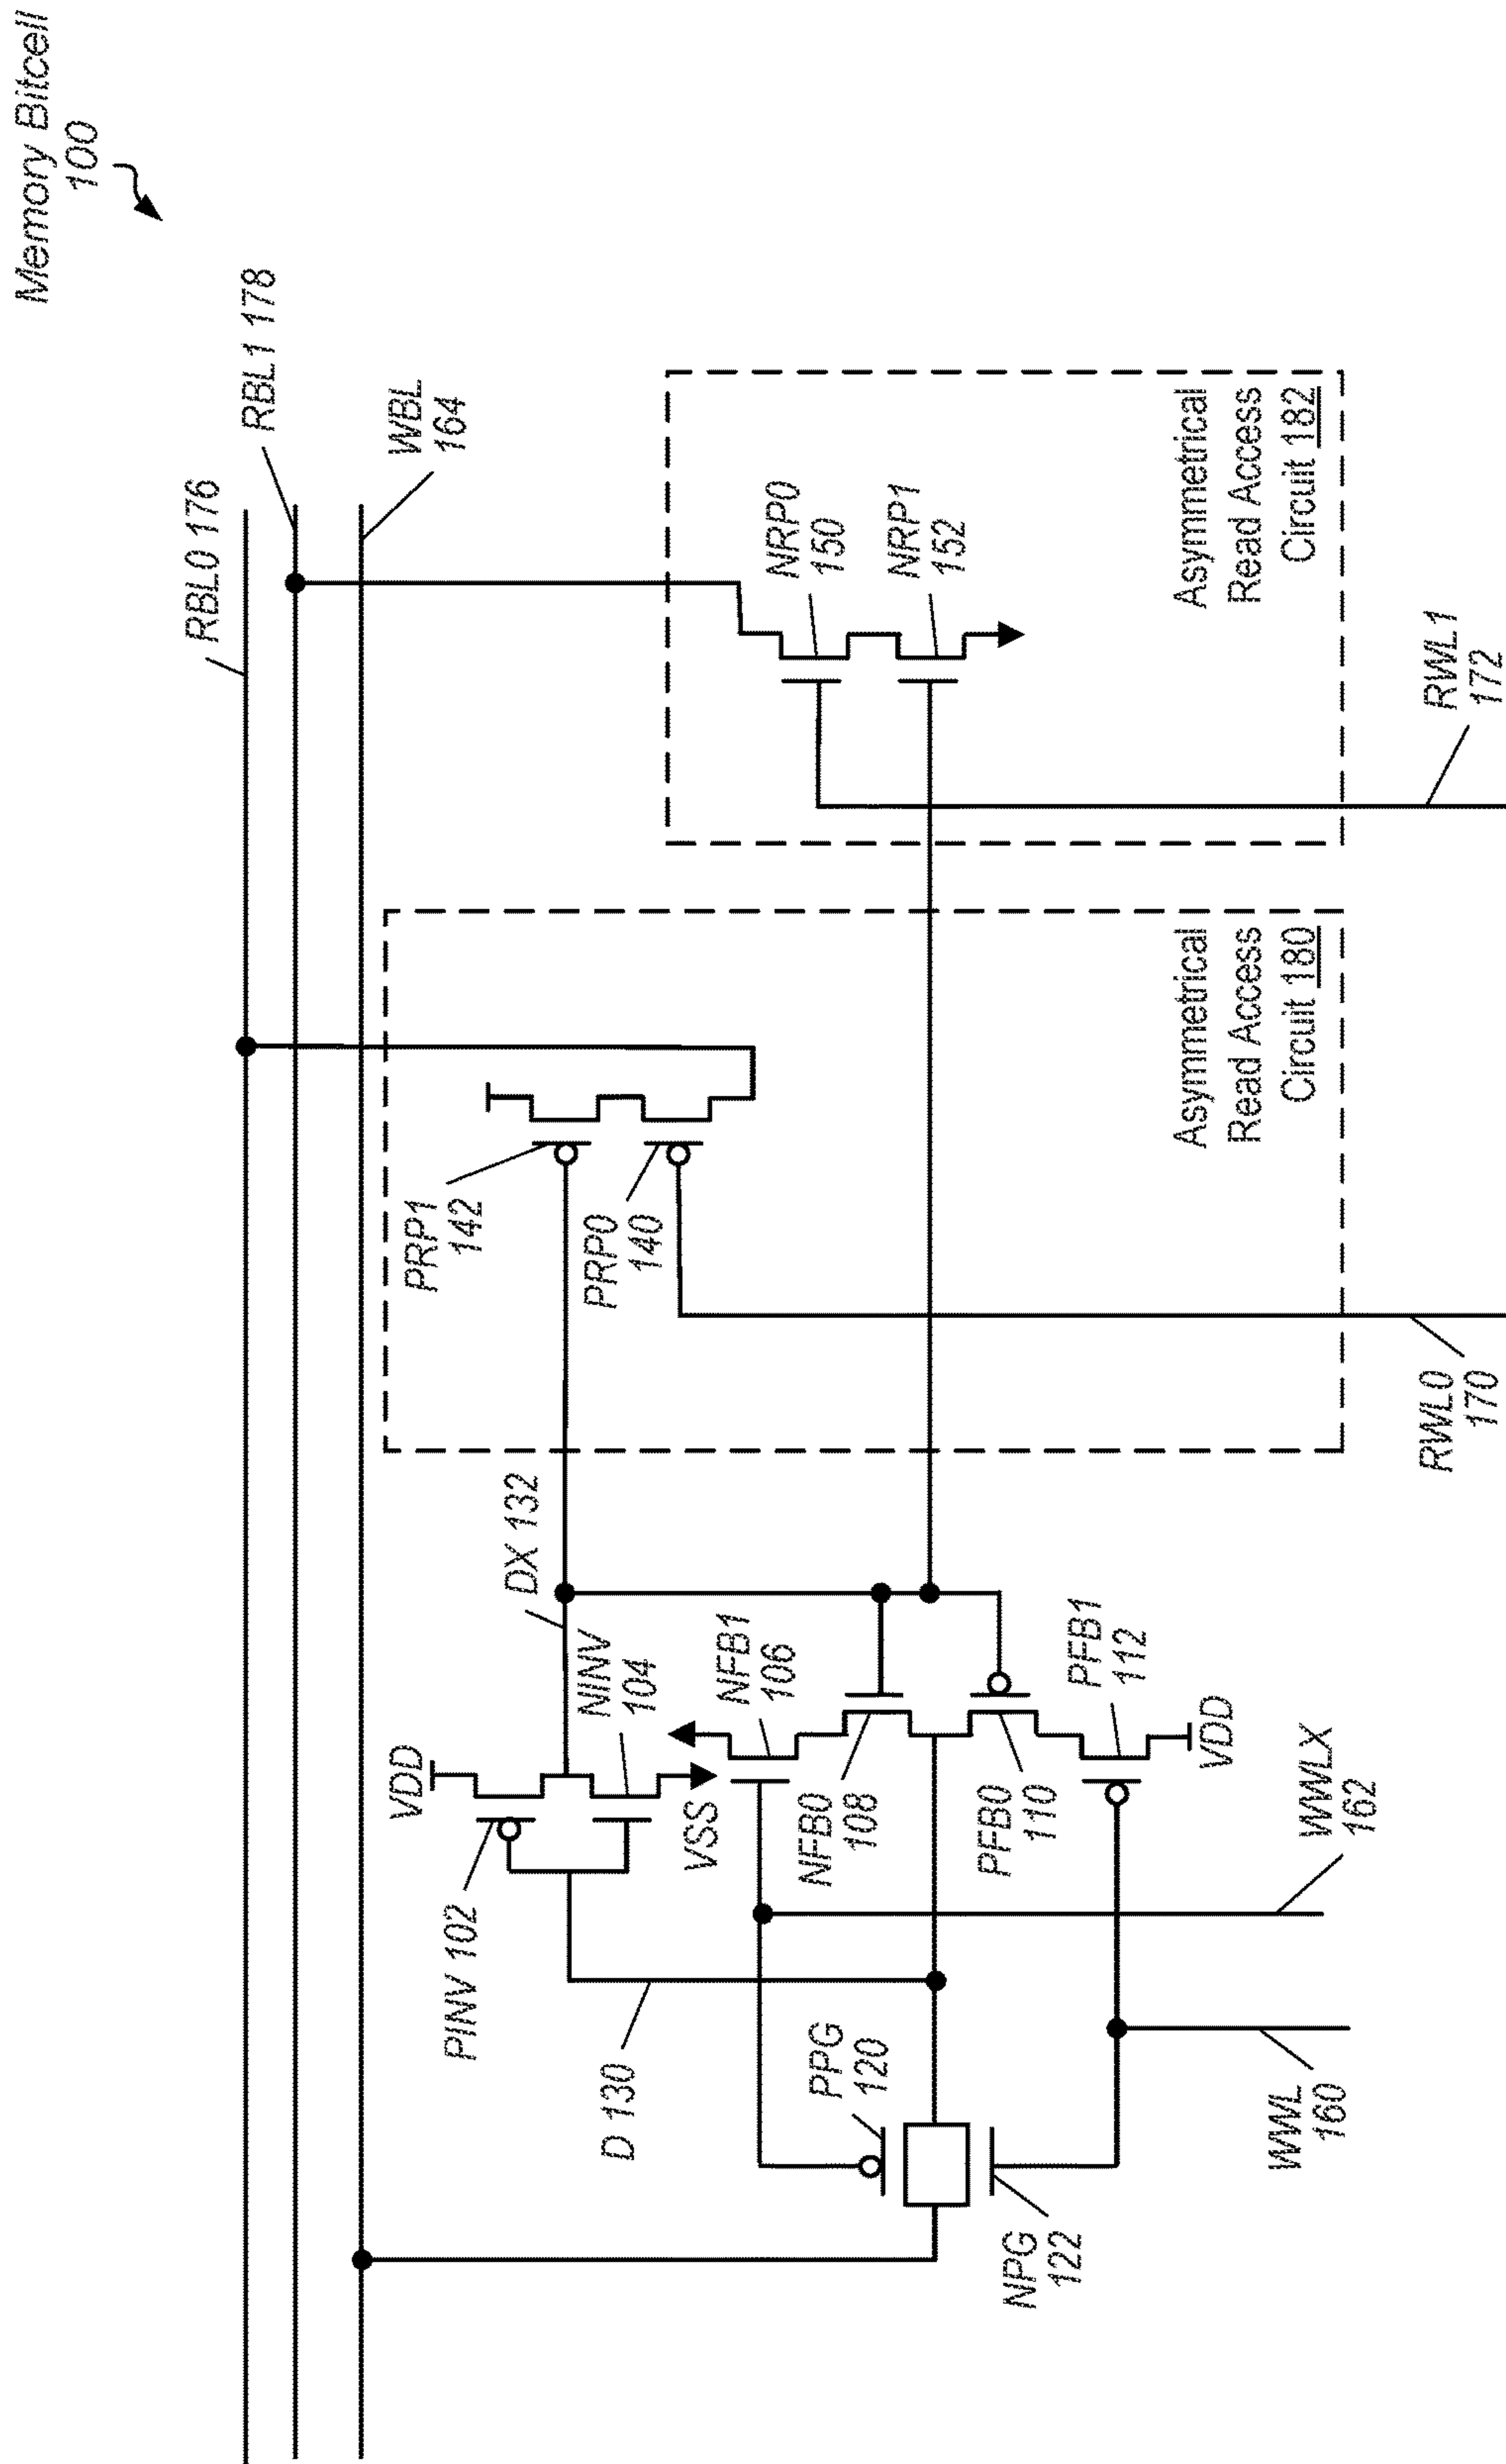 Memory Bitcell
100
RBL0 176
RBL1 178
WBL
164
VDD
PINV 102
DX 132
NINV
104
VSS
D 130
NFB1
106
NFB0
108
PFB0
110
PFB1
112
VDD
PPG
120
NPG
122
WWLX
162
WWL
160
PRP1
142
PRP0
140
Asymmetrical
Read Access
Circuit 180
RWL0
170
NRP0
150
NRP1
152
Asymmetrical
Read Access
Circuit 182
RWL1
172